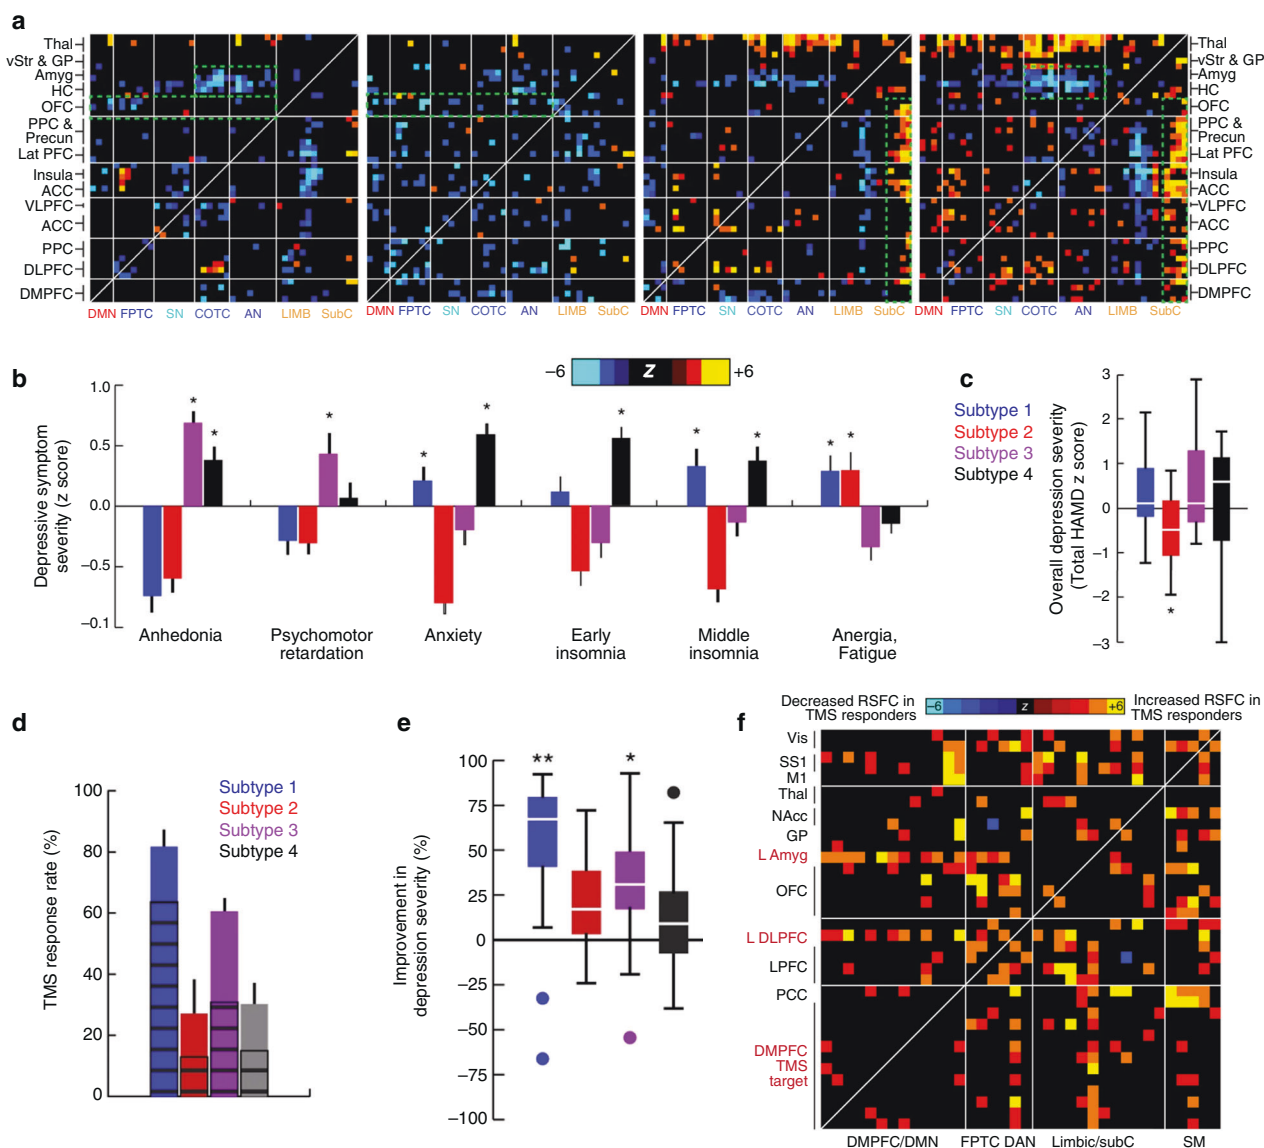 a
Thal
vStr & GP
Amyg
HC
OFC
PPC &
Precun
Lat PFC
Insula
ACC
VLPFC
ACC
PPC
DLPFC
DMPFC
Thal
vStr & GP
Amyg
HC
OFC
PPC &
Precun
Lat PFC
Insula
ACC
VLPFC
ACC
PPC
DLPFC
DMPFC
DMN FPTC SN COTC AN LIMB SubC
DMN FPTC SN COTC AN LIMB SubC
DMN FPTC SN COTC AN LIMB SubC
DMN FPTC SN COTC AN LIMB SubC
−6 z +6
b
Depressive symptom
severity (z score)
1.0
0.5
0.0
−0.5
−0.1
* * * * * * * * * *
Anhedonia
Psychomotor
retardation
Anxiety
Early
insomnia
Middle
insomnia
Anergia,
Fatigue
c
Subtype 1
Subtype 2
Subtype 3
Subtype 4
Overall depression severity
(Total HAMD z score)
3
2
1
0
−1
−2
−3
*
d
TMS response rate (%)
100
80
60
40
20
0
Subtype 1
Subtype 2
Subtype 3
Subtype 4
e
Improvement in
depression severity (%)
100
75
50
25
0
−25
−50
−75
−100
** *
f
Decreased RSFC in
TMS responders
−6 z +6
Increased RSFC in
TMS responders
Vis
SS1
M1
Thal
NAcc
GP
L Amyg
OFC
L DLPFC
LPFC
PCC
DMPFC
TMS
target
DMPFC/DMN FPTC DAN Limbic/subC SM